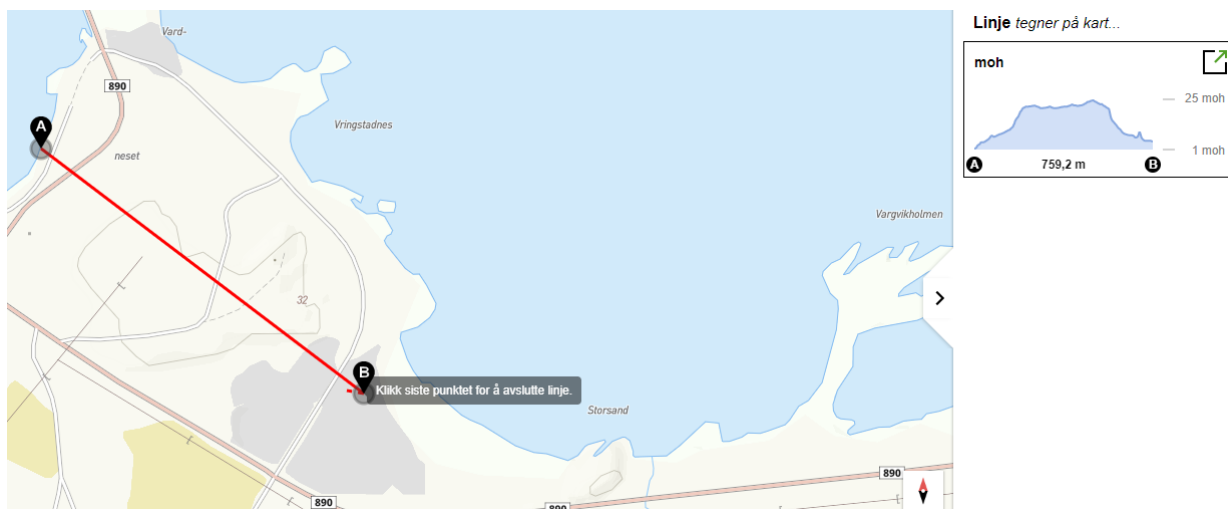 Vard-
890
A
Vringstadnes
neset
Vargvikholmen
32
B
Klikk siste punktet for å avslutte linje.
Storsand
890
890
890
Linje tegner på kart...
moh
25 moh
1 moh
A
759,2 m
B